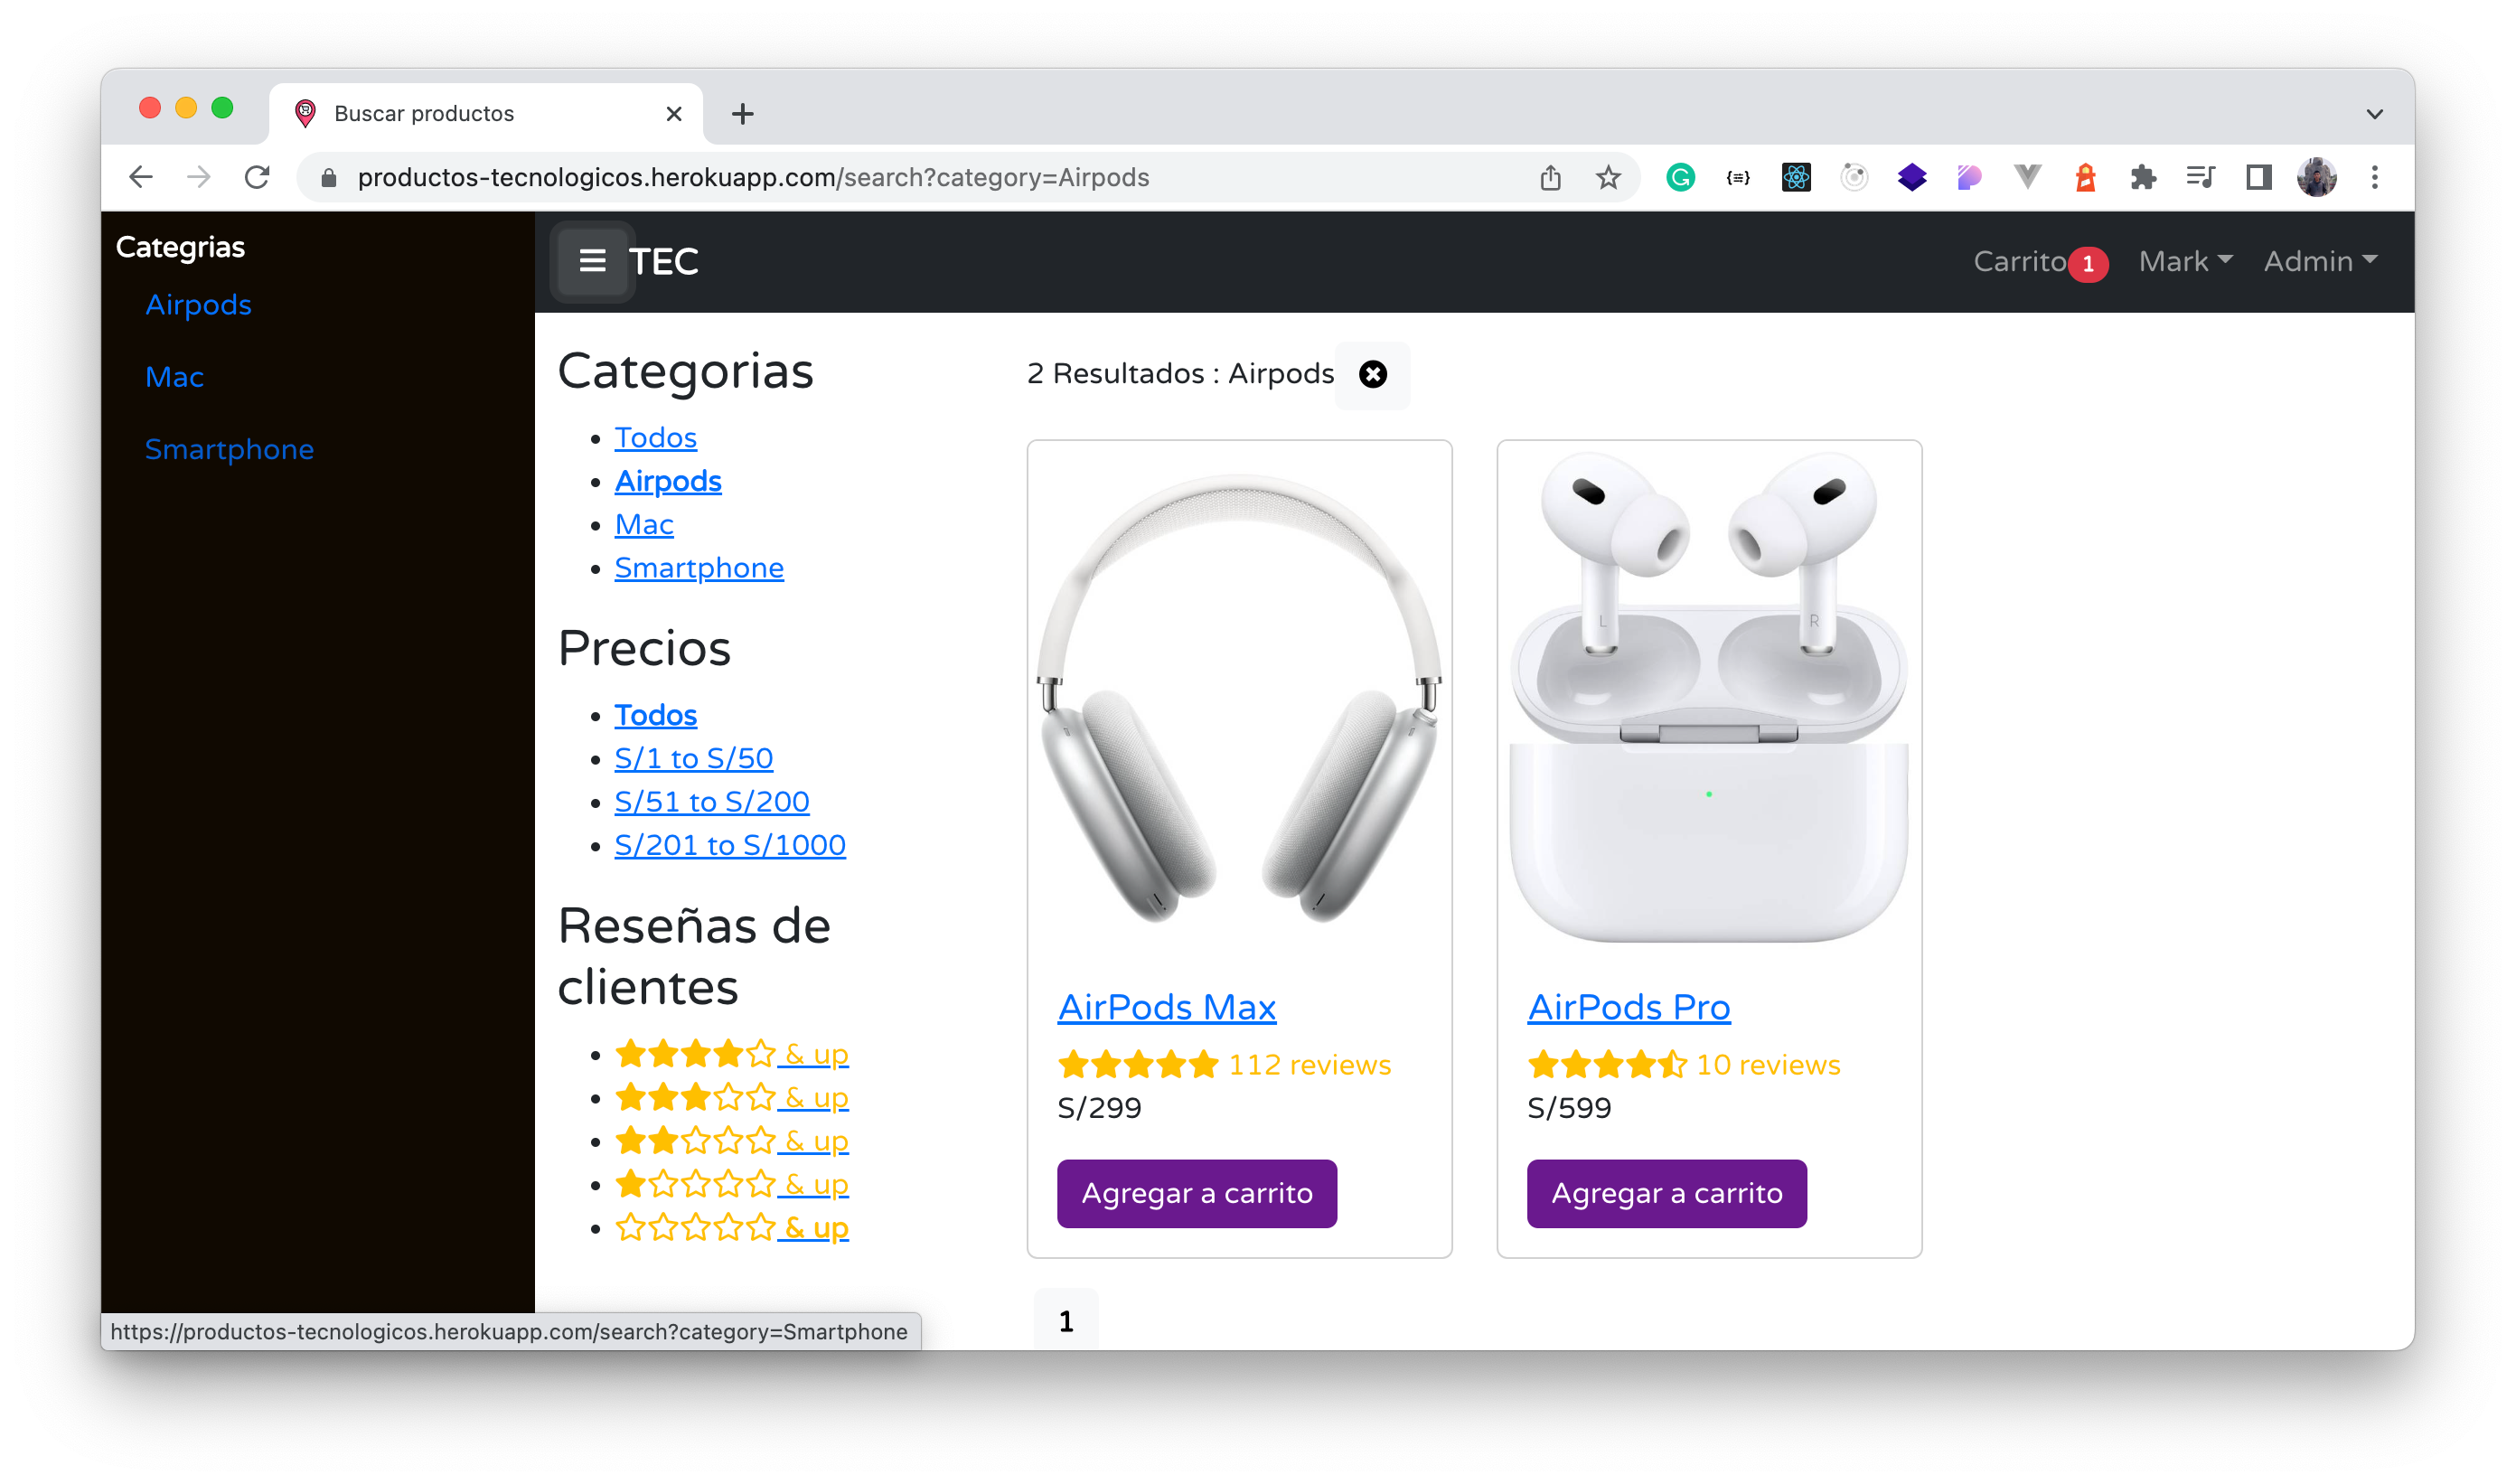 Buscar productos
productos-tecnologicos.herokuapp.com/search?category=Airpods
Categrias
Airpods
Mac
Smartphone
TEC
Carrito 1
Mark
Admin
Categorias
Todos
Airpods
Mac
Smartphone
Precios
Todos
S/1 to S/50
S/51 to S/200
S/201 to S/1000
Reseñas de
clientes
& up
& up
& up
& up
& up
2 Resultados : Airpods
L
R
AirPods Max
112 reviews
S/299
Agregar a carrito
AirPods Pro
10 reviews
S/599
Agregar a carrito
1
https://productos-tecnologicos.herokuapp.com/search?category=Smartphone